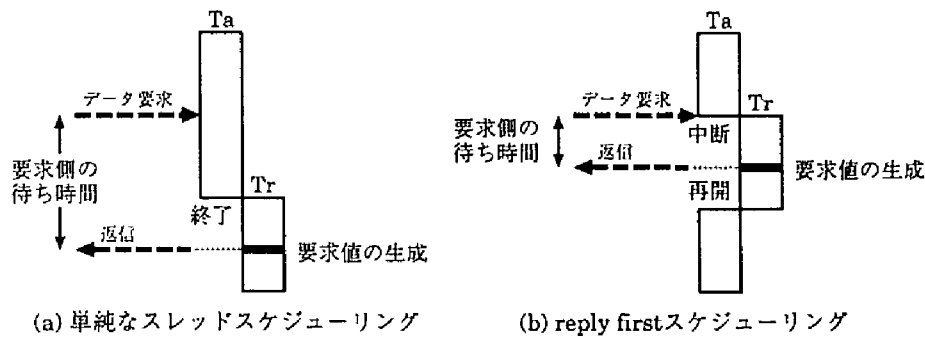 Ta
データ要求
要求側の
待ち時間
Tr
終了
返信
要求値の生成
(a) 単純なスレッドスケジューリング
Ta
データ要求
Tr
要求側の
待ち時間
中断
返信
要求値の生成
再開
(b) reply firstスケジューリング